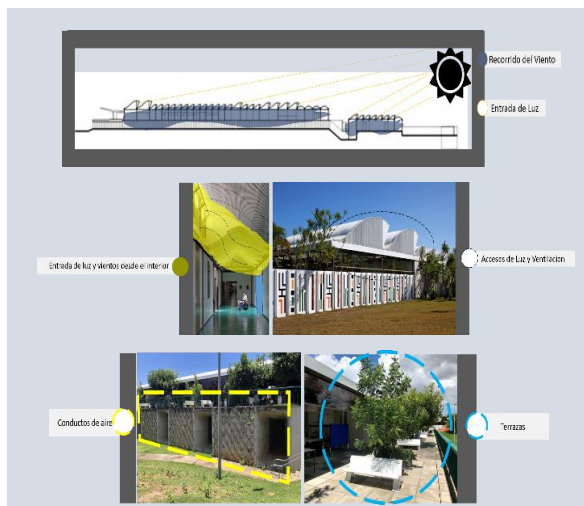 Recorrido del Viento
Entrada de Luz
Entrada de luz y vientos desde el interior
Accesos de Luz y Ventilacion
Conductos de aire
Terrazas